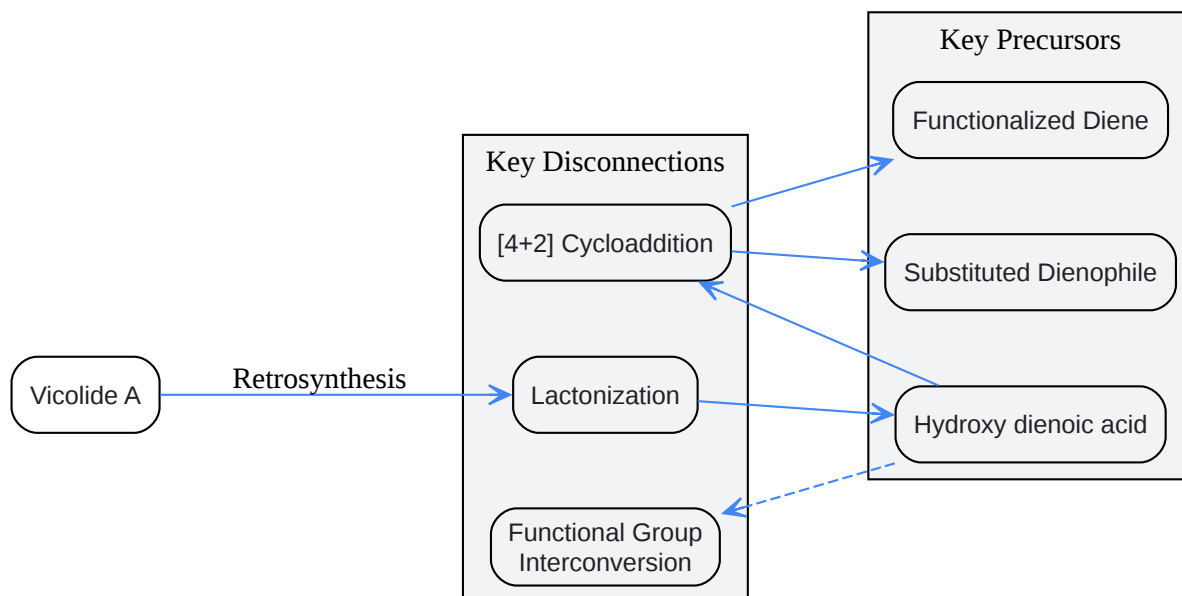 Key Precursors
Functionalized Diene
Key Disconnections
[4+2] Cycloaddition
Substituted Dienophile
Retrosynthesis
Vicolide A
Lactonization
Hydroxy dienoic acid
Functional Group
Interconversion